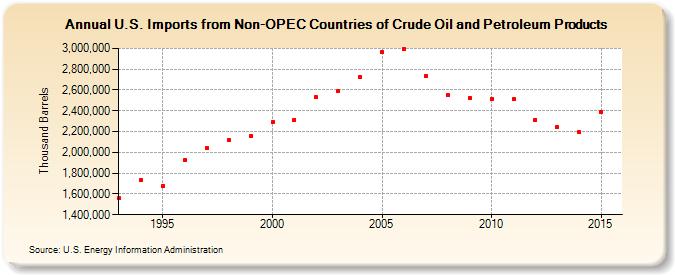 Annual U.S. Imports from Non-OPEC Countries of Crude Oil and Petroleum Products
Thousand Barrels
3,000,000
2,800,000
2,600,000
2,400,000
2,200,000
2,000,000
1,800,000
1,600,000
1,400,000
1995 2000 2005 2010 2015
Source: U.S. Energy Information Administration